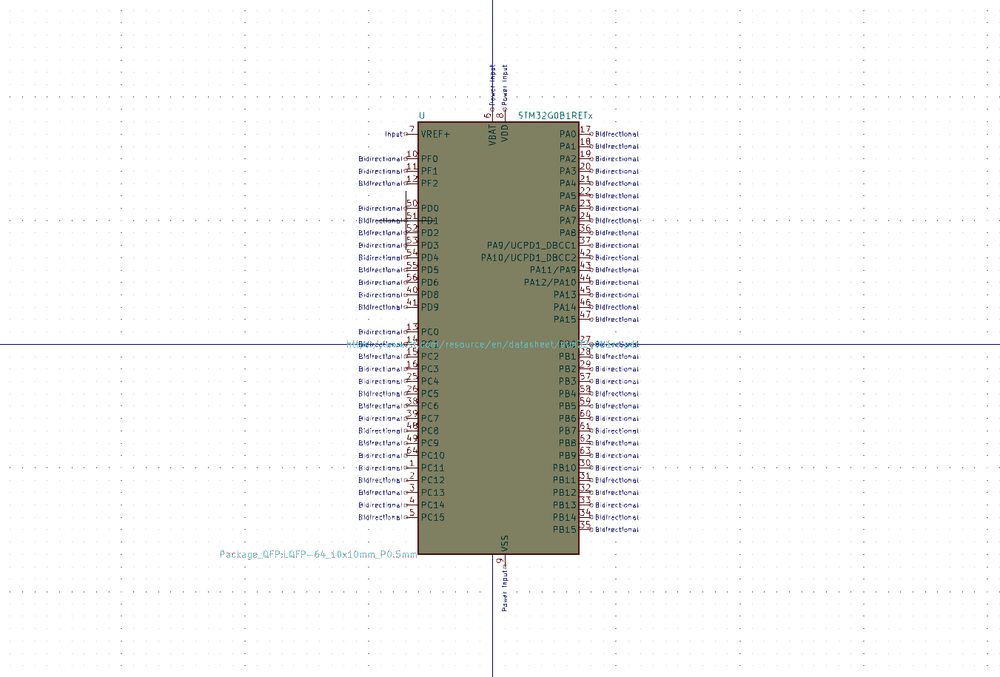 Power Input Power Input
6 8
U STM32G0B1RETx
VBAT VDD
Input 7 VREF+ PA0 17 Bidirectional
PA1 18 Bidirectional
Bidirectional 10 PF0 PA2 19 Bidirectional
Bidirectional 11 PF1 PA3 20 Bidirectional
Bidirectional 12 PF2 PA4 21 Bidirectional
PA5 22 Bidirectional
Bidirectional 50 PD0 PA6 23 Bidirectional
Bidirectional 51 PD1 PA7 24 Bidirectional
Bidirectional 52 PD2 PA8 36 Bidirectional
Bidirectional 53 PD3 PA9/UCPD1_DBCC1 37 Bidirectional
Bidirectional 54 PD4 PA10/UCPD1_DBCC2 42 Bidirectional
Bidirectional 55 PD5 PA11/PA9 43 Bidirectional
Bidirectional 56 PD6 PA12/PA10 44 Bidirectional
Bidirectional 40 PD8 PA13 45 Bidirectional
Bidirectional 41 PD9 PA14 46 Bidirectional
PA15 47 Bidirectional
Bidirectional 13 PC0
14 /resource/en/datasheet/ 27
Bidirectional 15 PC2 PB1 28 Bidirectional
Bidirectional 16 PC3 PB2 29 Bidirectional
Bidirectional 25 PC4 PB3 57 Bidirectional
Bidirectional 26 PC5 PB4 58 Bidirectional
Bidirectional 38 PC6 PB5 59 Bidirectional
Bidirectional 39 PC7 PB6 60 Bidirectional
Bidirectional 48 PC8 PB7 61 Bidirectional
Bidirectional 49 PC9 PB8 62 Bidirectional
Bidirectional 64 PC10 PB9 63 Bidirectional
Bidirectional 1 PC11 PB10 30 Bidirectional
Bidirectional 2 PC12 PB11 31 Bidirectional
Bidirectional 3 PC13 PB12 32 Bidirectional
Bidirectional 4 PC14 PB13 33 Bidirectional
Bidirectional 5 PC15 PB14 34 Bidirectional
PB15 35 Bidirectional
VSS
Package_QFP:LQFP-64_10x10mm_P0.5mm
9
Power Input